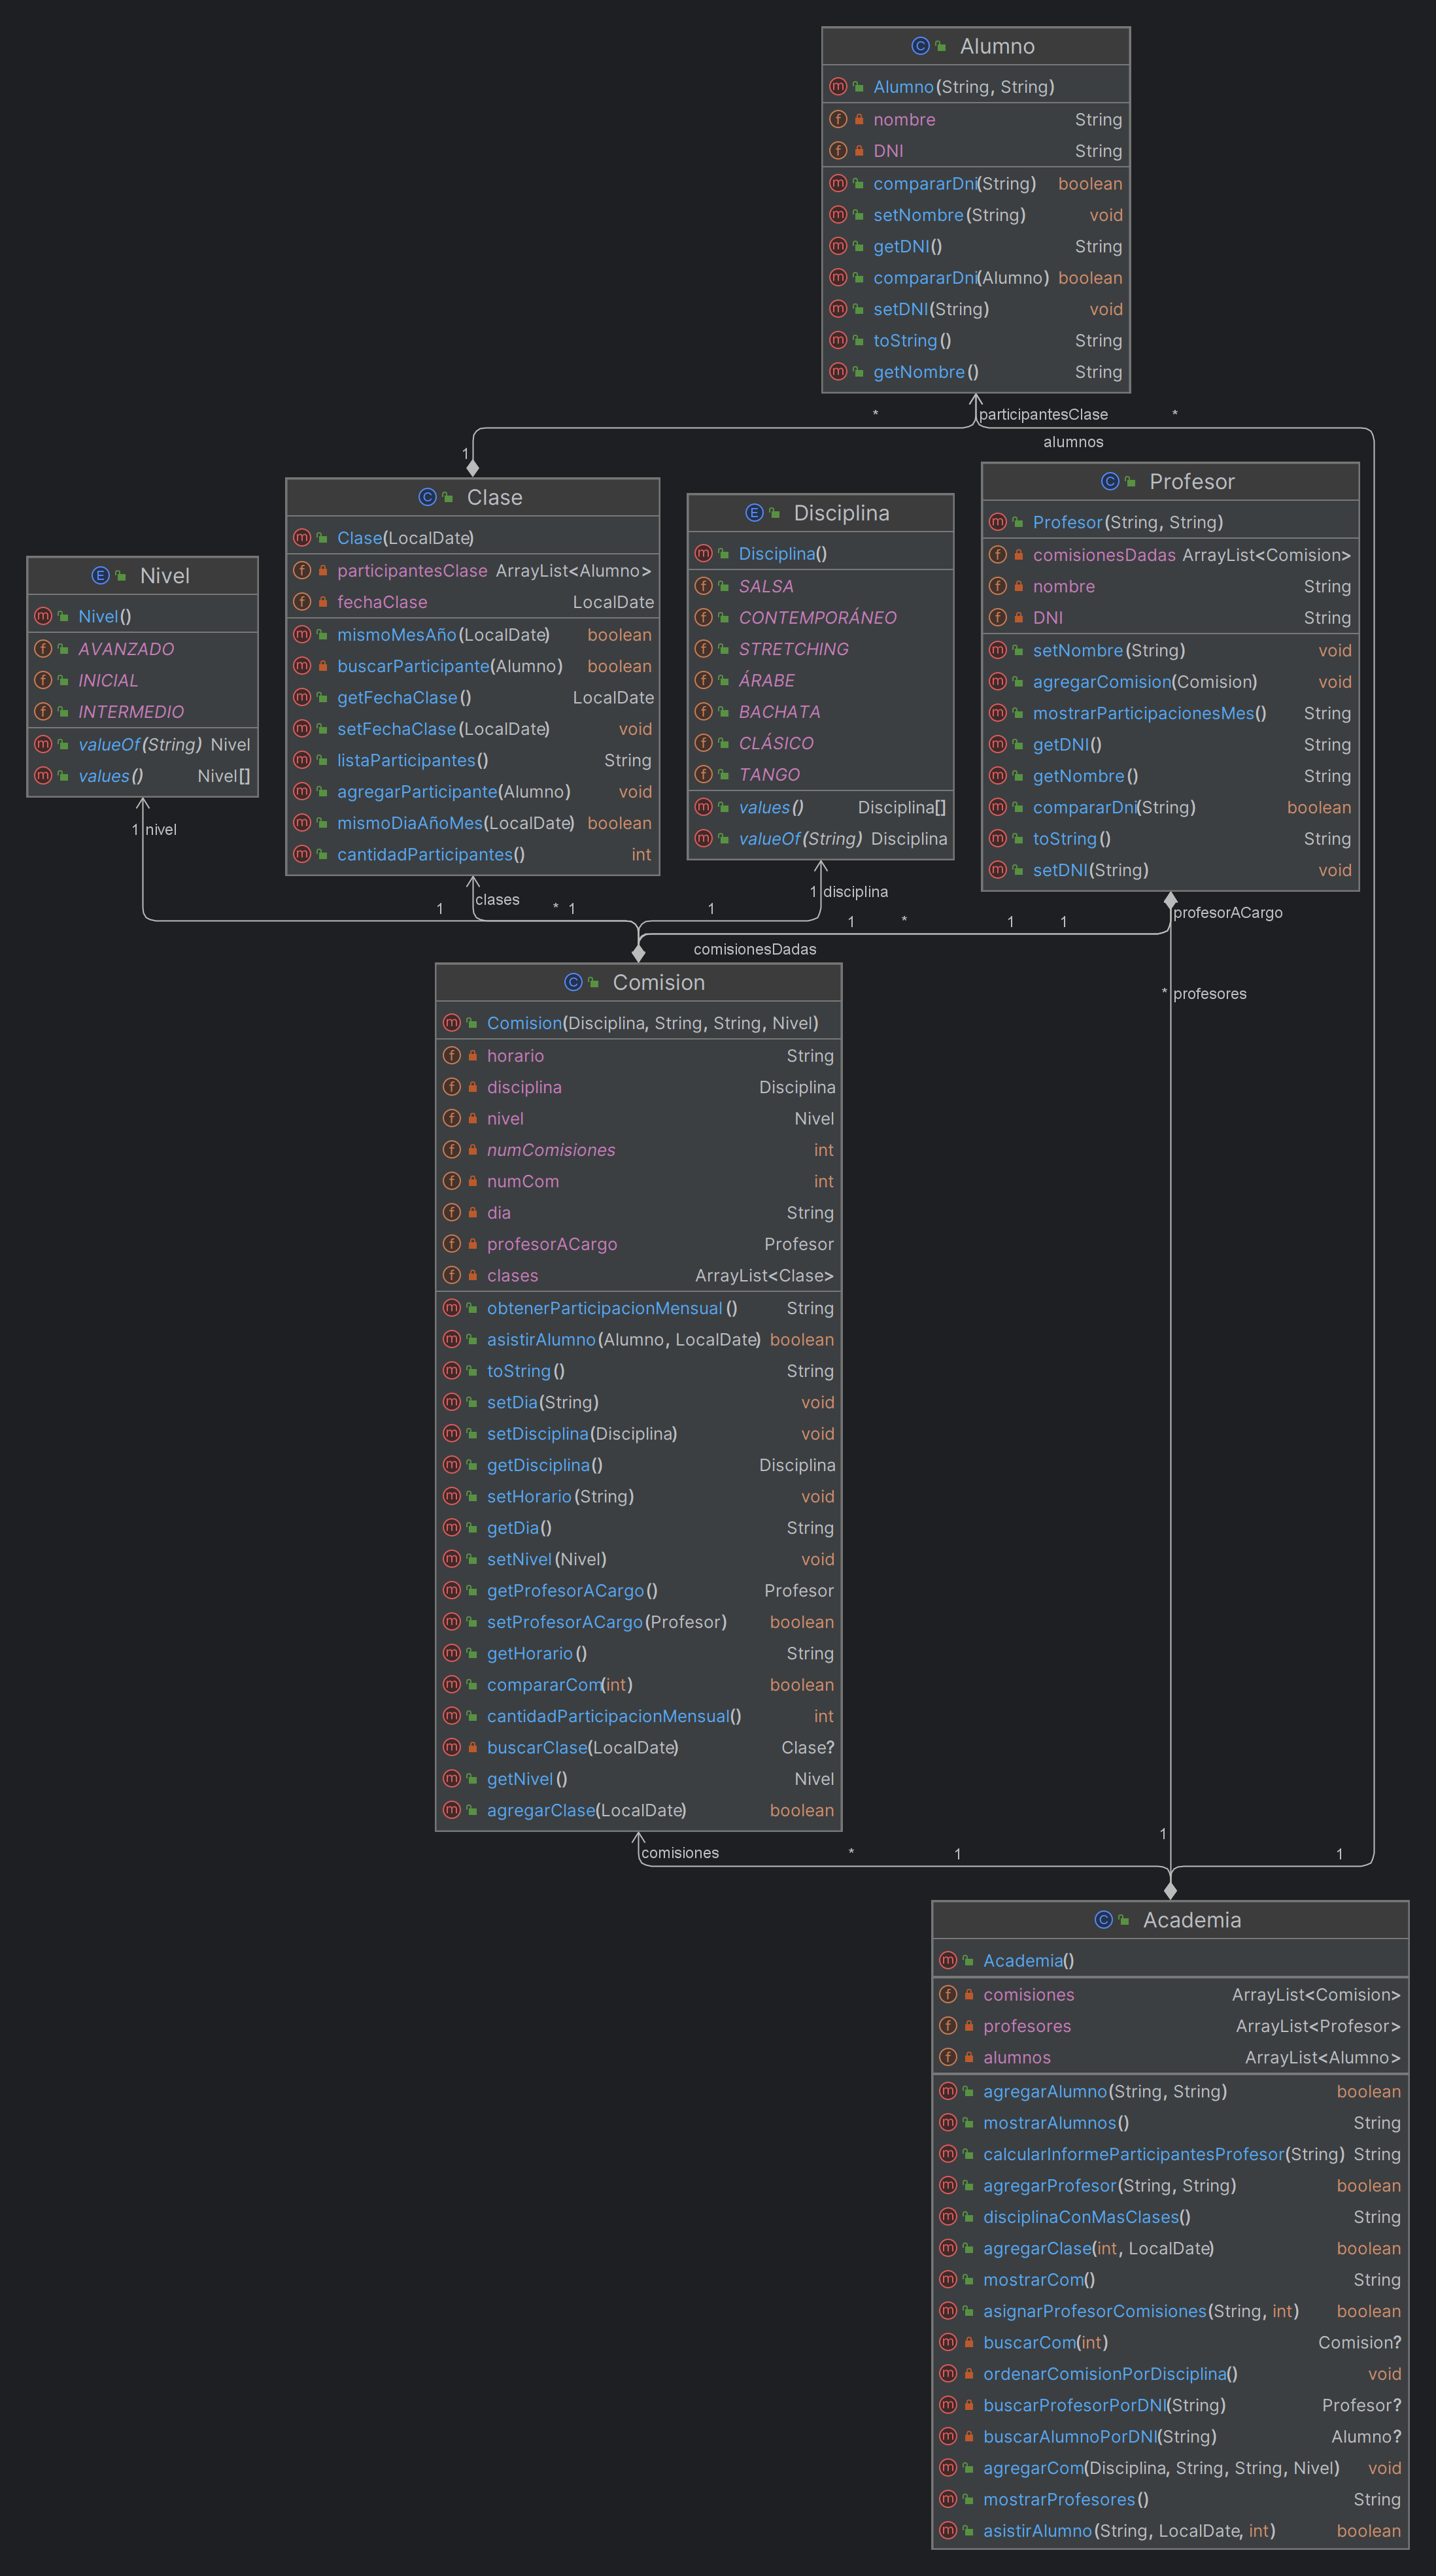 Alumno
Alumno(String, String)
nombre String
DNI String
compararDni(String) boolean
setNombre(String) void
getDNI() String
compararDni(Alumno) boolean
setDNI(String) void
toString() String
getNombre() String
* participantesClase *
alumnos
1
Clase
Clase(LocalDate)
participantesClase ArrayList<Alumno>
fechaClase LocalDate
mismoMesAño(LocalDate) boolean
buscarParticipante(Alumno) boolean
getFechaClase() LocalDate
setFechaClase(LocalDate) void
listaParticipantes() String
agregarParticipante(Alumno) void
mismoDiaAñoMes(LocalDate) boolean
cantidadParticipantes() int
Disciplina
Disciplina()
SALSA
CONTEMPORÁNEO
STRETCHING
ÁRABE
BACHATA
CLÁSICO
TANGO
values() Disciplina[]
valueOf(String) Disciplina
Profesor
Profesor(String, String)
comisionesDadas ArrayList<Comision>
nombre String
DNI String
setNombre(String) void
agregarComision(Comision) void
mostrarParticipacionesMes() String
getDNI() String
getNombre() String
compararDni(String) boolean
toString() String
setDNI(String) void
Nivel
Nivel()
AVANZADO
INICIAL
INTERMEDIO
valueOf(String) Nivel
values() Nivel[]
1 nivel
1 disciplina
clases
1 * 1 1
profesorACargo
1 * 1 1
comisionesDadas
* profesores
Comision
Comision(Disciplina, String, String, Nivel)
horario String
disciplina Disciplina
nivel Nivel
numComisiones int
numCom int
dia String
profesorACargo Profesor
clases ArrayList<Clase>
obtenerParticipacionMensual() String
asistirAlumno(Alumno, LocalDate) boolean
toString() String
setDia(String) void
setDisciplina(Disciplina) void
getDisciplina() Disciplina
setHorario(String) void
getDia() String
setNivel(Nivel) void
getProfesorACargo() Profesor
setProfesorACargo(Profesor) boolean
getHorario() String
compararCom(int) boolean
cantidadParticipacionMensual() int
buscarClase(LocalDate) Clase?
getNivel() Nivel
agregarClase(LocalDate) boolean
1
comisiones * 1 1
Academia
Academia()
comisiones ArrayList<Comision>
profesores ArrayList<Profesor>
alumnos ArrayList<Alumno>
agregarAlumno(String, String) boolean
mostrarAlumnos() String
calcularInformeParticipantesProfesor(String) String
agregarProfesor(String, String) boolean
disciplinaConMasClases() String
agregarClase(int, LocalDate) boolean
mostrarCom() String
asignarProfesorComisiones(String, int) boolean
buscarCom(int) Comision?
ordenarComisionPorDisciplina() void
buscarProfesorPorDNI(String) Profesor?
buscarAlumnoPorDNI(String) Alumno?
agregarCom(Disciplina, String, String, Nivel) void
mostrarProfesores() String
asistirAlumno(String, LocalDate, int) boolean